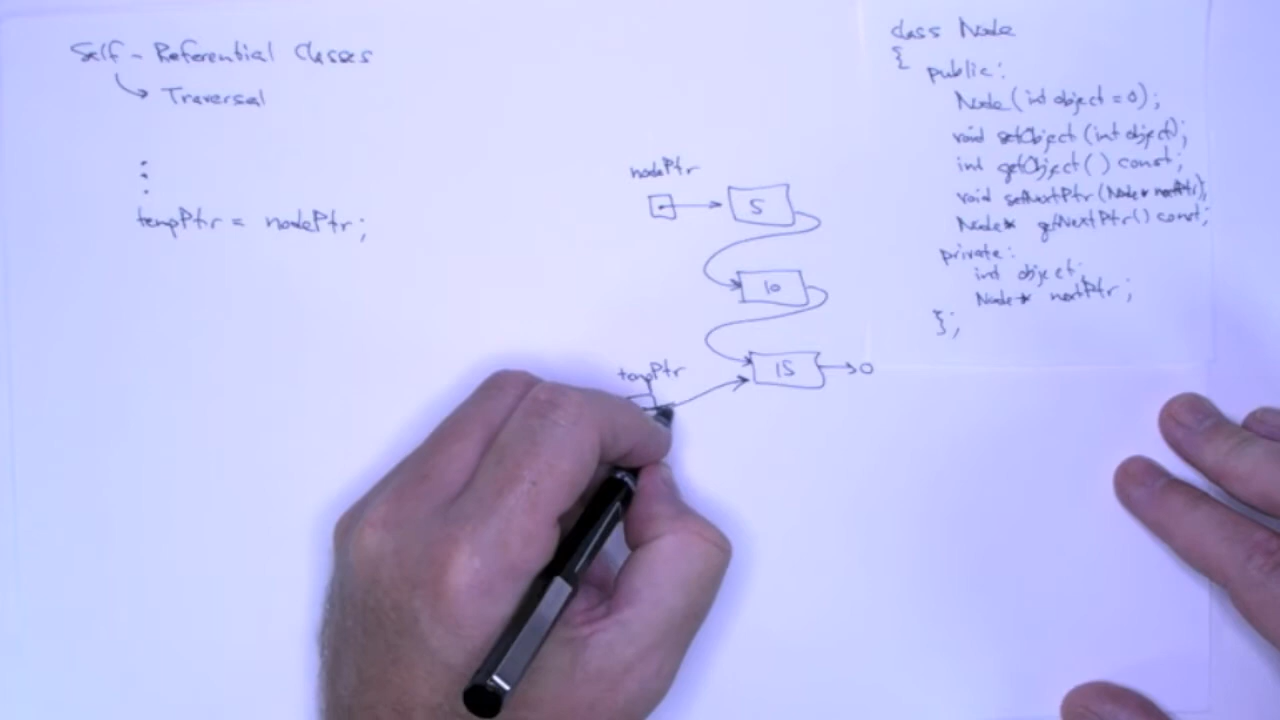 Self-Referential Classes
↳ Traversal
⋮
tempPtr = nodePtr;
nodePtr
5
10
15 → 0
tempPtr
class Node
{
public:
Node(int object = 0);
void setObject(int object);
int getObject() const;
void setNextPtr(Node* nextPtr);
Node* getNextPtr() const;
private:
int object;
Node* nextPtr;
};